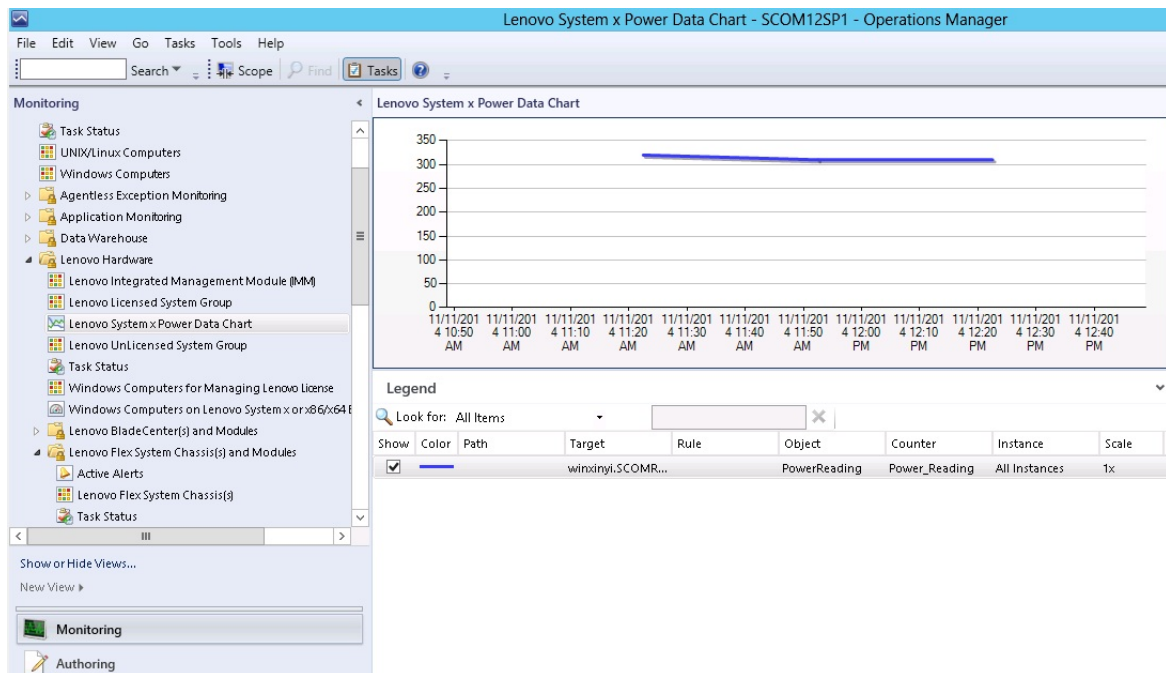 Lenovo System x Power Data Chart - SCOM12SP1 - Operations Manager
File Edit View Go Tasks Tools Help
Search Scope Find Tasks
Monitoring
Task Status
UNIX/Linux Computers
Windows Computers
Agentless Exception Monitoring
Application Monitoring
Data Warehouse
Lenovo Hardware
Lenovo Integrated Management Module (IMM)
Lenovo Licensed System Group
Lenovo System x Power Data Chart
Lenovo UnLicensed System Group
Task Status
Windows Computers for Managing Lenovo License
Windows Computers on Lenovo System x or x86/x64 E
Lenovo BladeCenter(s) and Modules
Lenovo Flex System Chassis(s) and Modules
Active Alerts
Lenovo Flex System Chassis(s)
Task Status
Show or Hide Views...
New View
Monitoring
Authoring
Lenovo System x Power Data Chart
350
300
250
200
150
100
50
0
11/11/201 11/11/201 11/11/201 11/11/201 11/11/201 11/11/201 11/11/201 11/11/201 11/11/201 11/11/201 11/11/201 11/11/201
4 10:50 4 11:00 4 11:10 4 11:20 4 11:30 4 11:40 4 11:50 4 12:00 4 12:10 4 12:20 4 12:30 4 12:40
AM AM AM AM AM AM AM PM PM PM PM PM
Legend
Look for: All Items
Show Color Path Target Rule Object Counter Instance Scale
winxinyi.SCOMR... PowerReading Power_Reading All Instances 1x